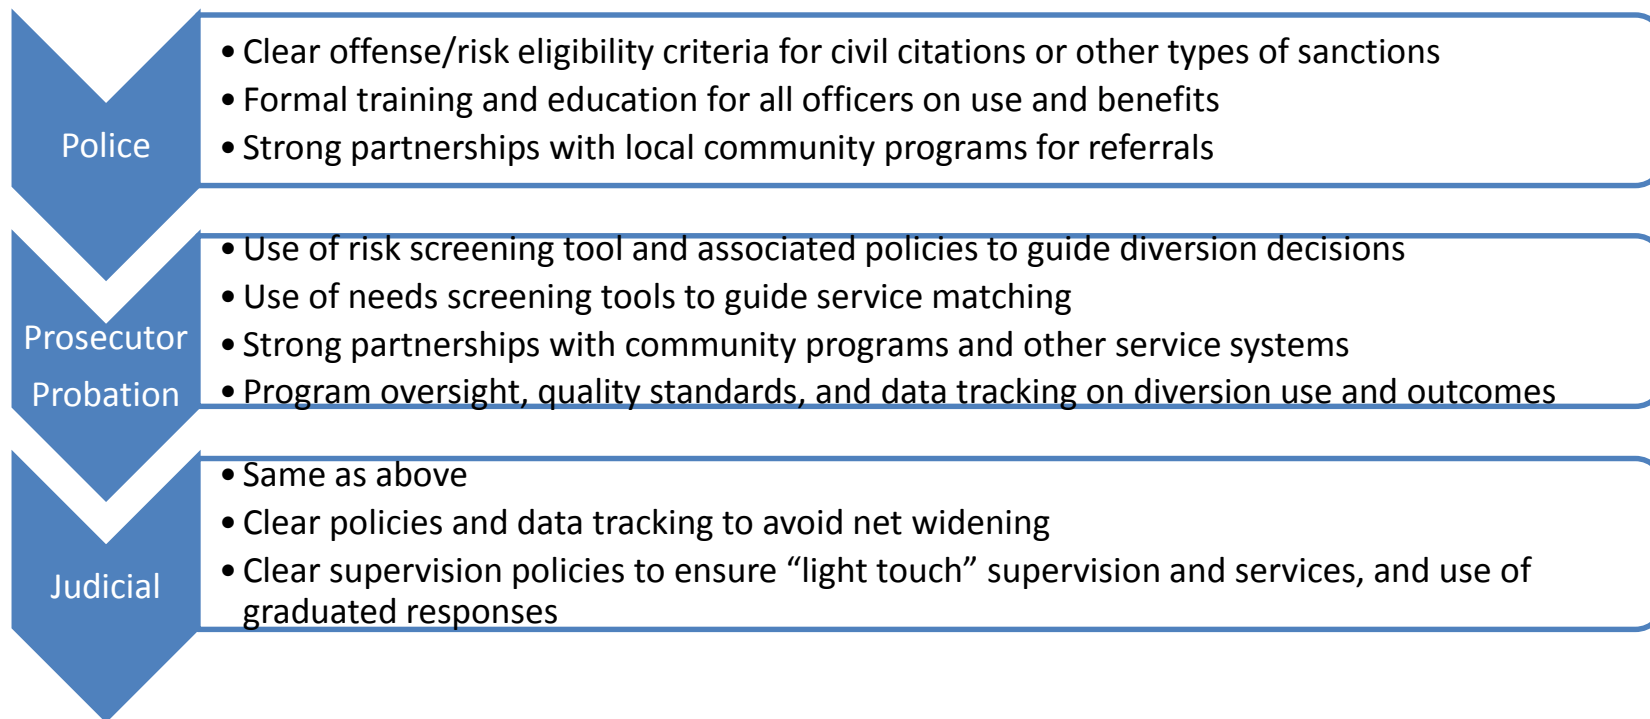 Police
• Clear offense/risk eligibility criteria for civil citations or other types of sanctions
• Formal training and education for all officers on use and benefits
• Strong partnerships with local community programs for referrals
Prosecutor
Probation
• Use of risk screening tool and associated policies to guide diversion decisions
• Use of needs screening tools to guide service matching
• Strong partnerships with community programs and other service systems
• Program oversight, quality standards, and data tracking on diversion use and outcomes
Judicial
• Same as above
• Clear policies and data tracking to avoid net widening
• Clear supervision policies to ensure “light touch” supervision and services, and use of
graduated responses